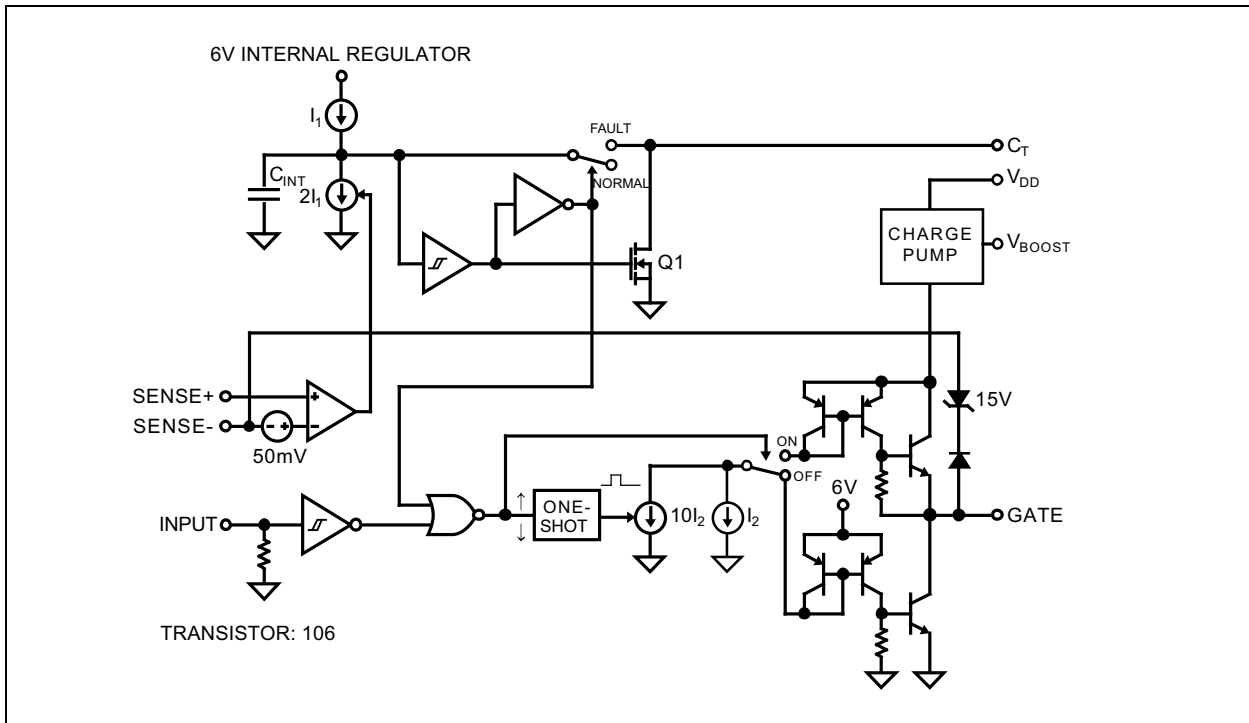 6V INTERNAL REGULATOR
I1
FAULT
CT
CINT
2I1
NORMAL
VDD
CHARGE
PUMP
VBOOST
Q1
SENSE+
SENSE-
50mV
15V
ON
OFF
INPUT
ONE-
SHOT
10I2
I2
6V
GATE
TRANSISTOR: 106